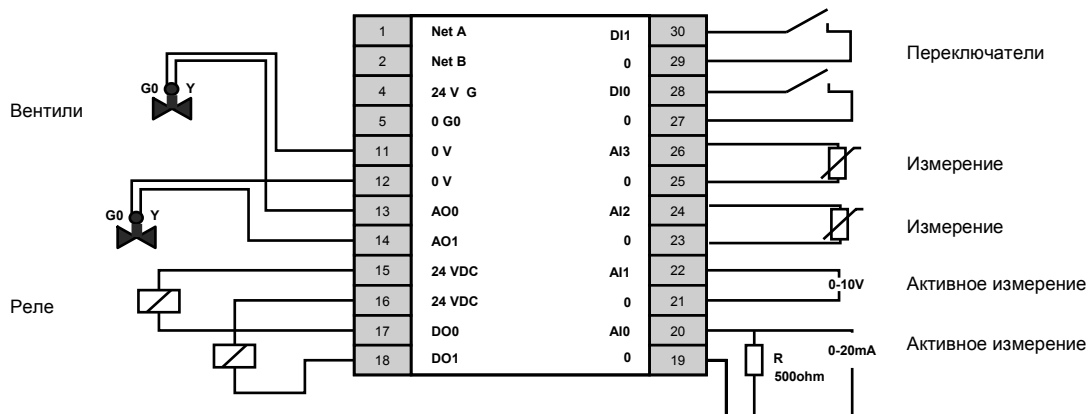 1 Net A DI1 30
2 Net B 0 29
4 24 V G DI0 28
5 0 G0 0 27
11 0 V AI3 26
12 0 V 0 25
13 AO0 AI2 24
14 AO1 0 23
15 24 VDC AI1 22
16 24 VDC 0 21
17 DO0 AI0 20
18 DO1 0 19
Вентили
G0 Y
G0 Y
Реле
Переключатели
Измерение
Измерение
0-10V Активное измерение
0-20mA Активное измерение
R
500ohm